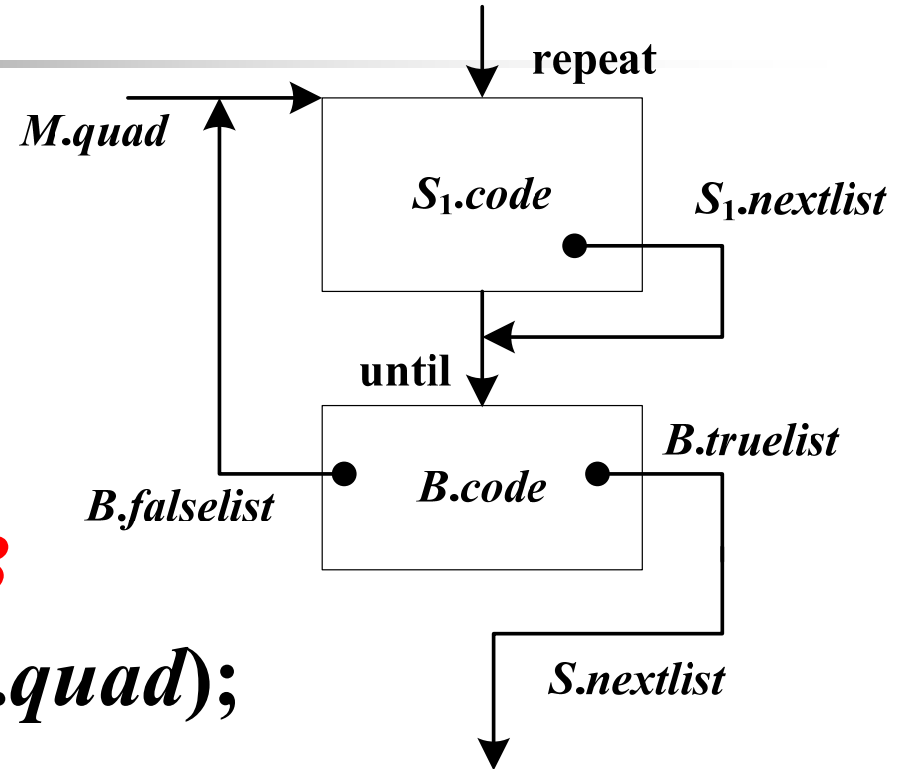 repeat
M.quad
S₁.code
S₁.nextlist
until
B.truelist
B.code
B.falselist
;
.quad);
S.nextlist